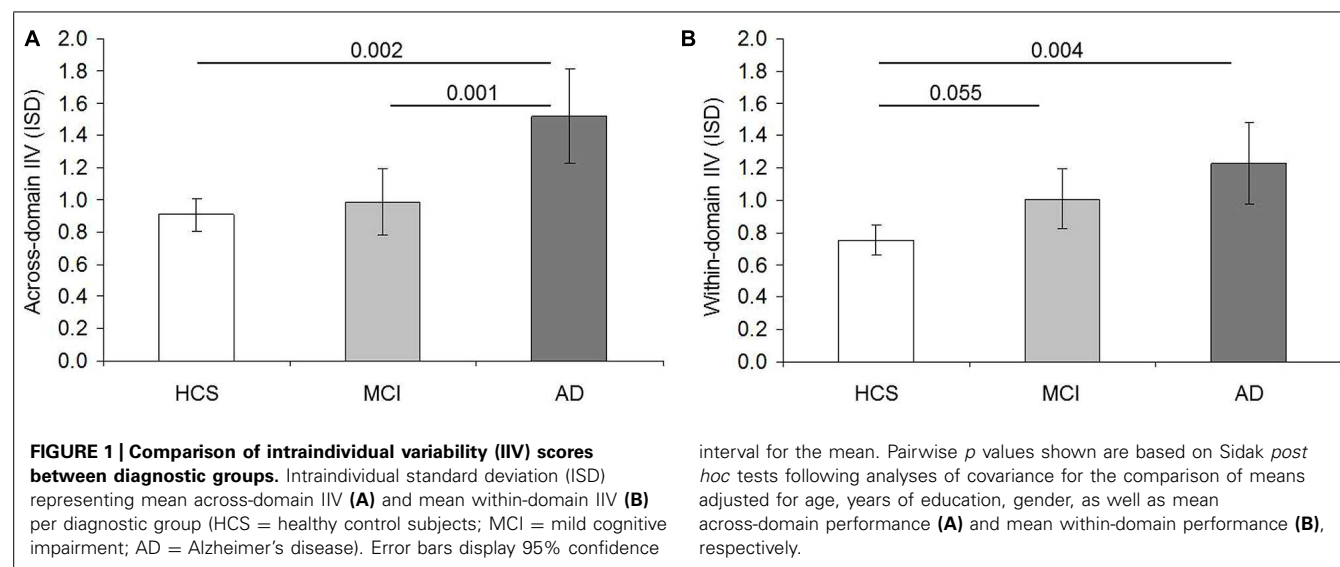 A
2.0
1.8
1.6
1.4
1.2
1.0
0.8
0.6
0.4
0.2
0.0
Across-domain IIV (ISD)
0.002
0.001
HCS MCI AD
B
2.0
1.8
1.6
1.4
1.2
1.0
0.8
0.6
0.4
0.2
0.0
Within-domain IIV (ISD)
0.004
0.055
HCS MCI AD
FIGURE 1 | Comparison of intraindividual variability (IIV) scores
between diagnostic groups. Intraindividual standard deviation (ISD)
representing mean across-domain IIV (A) and mean within-domain IIV (B)
per diagnostic group (HCS = healthy control subjects; MCI = mild cognitive
impairment; AD = Alzheimer's disease). Error bars display 95% confidence
interval for the mean. Pairwise p values shown are based on Sidak post
hoc tests following analyses of covariance for the comparison of means
adjusted for age, years of education, gender, as well as mean
across-domain performance (A) and mean within-domain performance (B),
respectively.